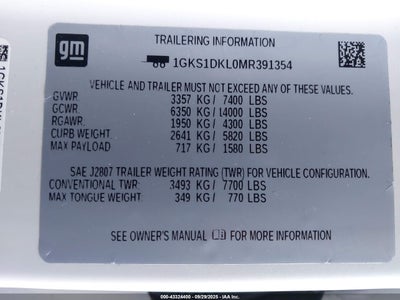 gm
TRAILERING INFORMATION
1GKS1DKL0MR391354
VEHICLE AND TRAILER MUST NOT EXCEED ANY OF THESE VALUES:
GVWR: 3357 KG / 7400 LBS
GCWR: 6350 KG / 14000 LBS
RGAWR: 1950 KG / 4300 LBS
CURB WEIGHT: 2641 KG / 5820 LBS
MAX PAYLOAD: 717 KG / 1580 LBS
SAE J2807 TRAILER WEIGHT RATING (TWR) FOR VEHICLE CONFIGURATION.
CONVENTIONAL TWR: 3493 KG / 7700 LBS
MAX TONGUE WEIGHT: 349 KG / 770 LBS
SEE OWNER'S MANUAL FOR MORE INFORMATION
000-43324400 - 09/29/2025 - IAA Inc.